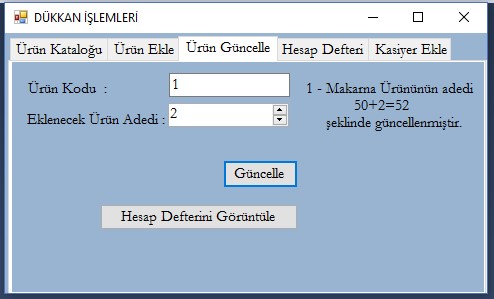 DÜKKAN İŞLEMLERİ
Ürün Kataloğu Ürün Ekle Ürün Güncelle Hesap Defteri Kasiyer Ekle
Ürün Kodu : 1
Eklenecek Ürün Adedi : 2
1 - Makarna Ürününün adedi
50+2=52
şeklinde güncellenmiştir.
Güncelle
Hesap Defterini Görüntüle